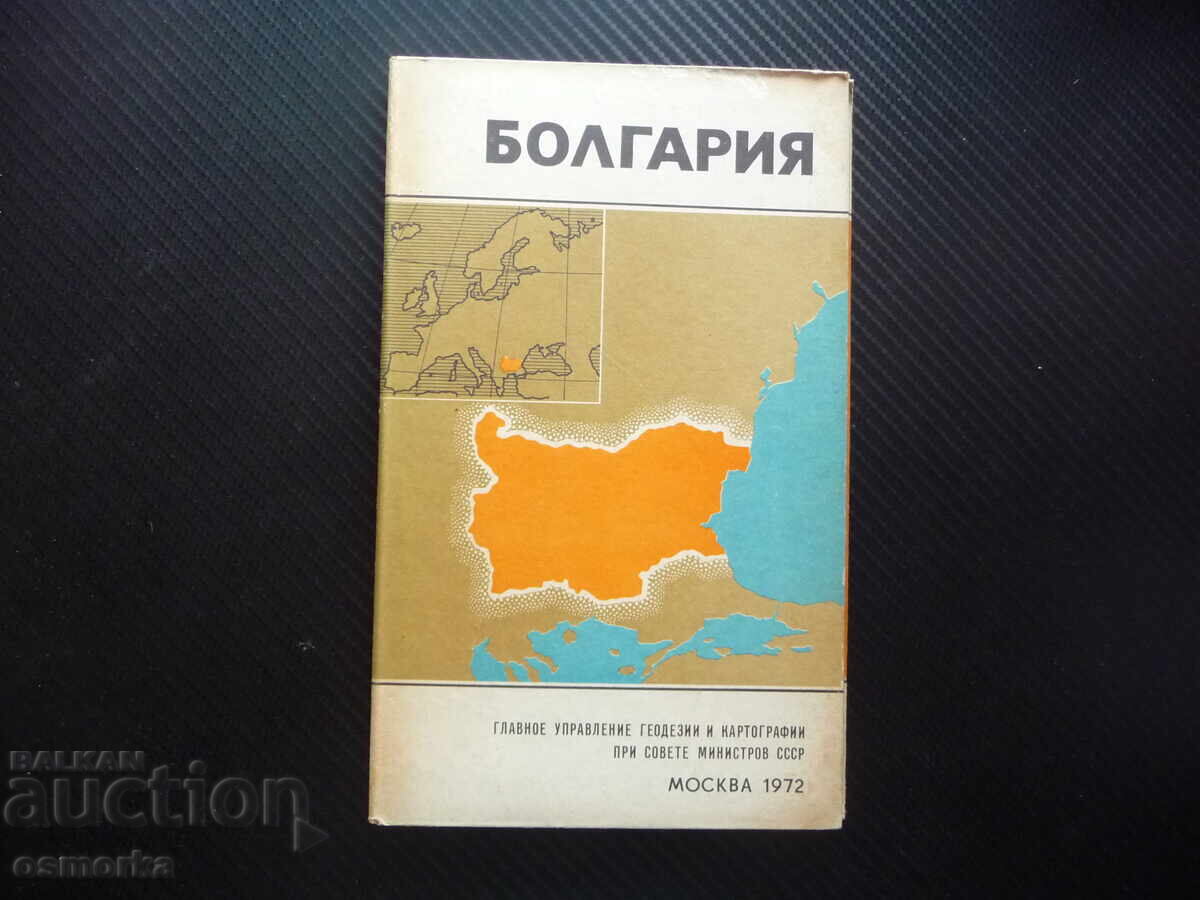 БОЛГАРИЯ
ГЛАВНОЕ УПРАВЛЕНИЕ ГЕОДЕЗИИ И КАРТОГРАФИИ
ПРИ СОВЕТЕ МИНИСТРОВ СССР
МОСКВА 1972
BALKAN
auction
osmorka